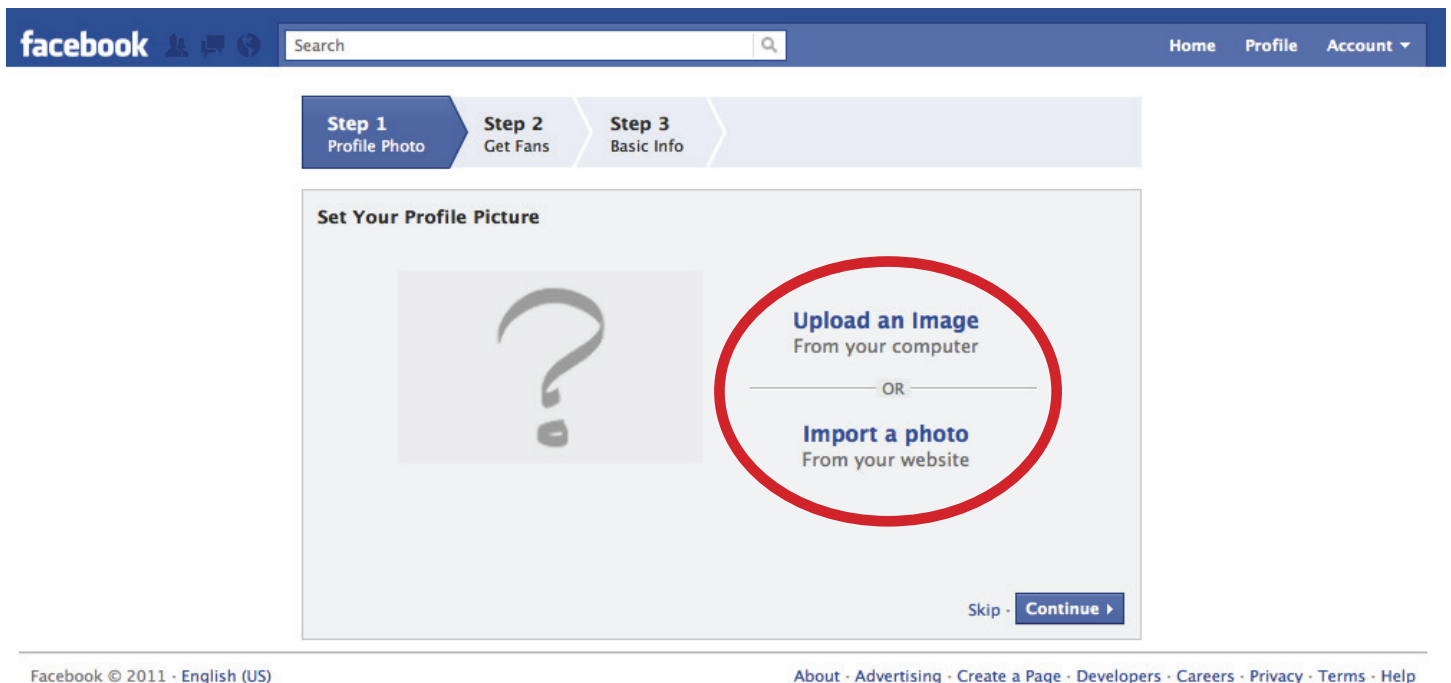 facebook Search Home Profile Account
Step 1 Step 2 Step 3
Profile Photo Get Fans Basic Info
Set Your Profile Picture
Upload an Image
From your computer
OR
Import a photo
From your website
Skip · Continue
Facebook © 2011 · English (US) About · Advertising · Create a Page · Developers · Careers · Privacy · Terms · Help